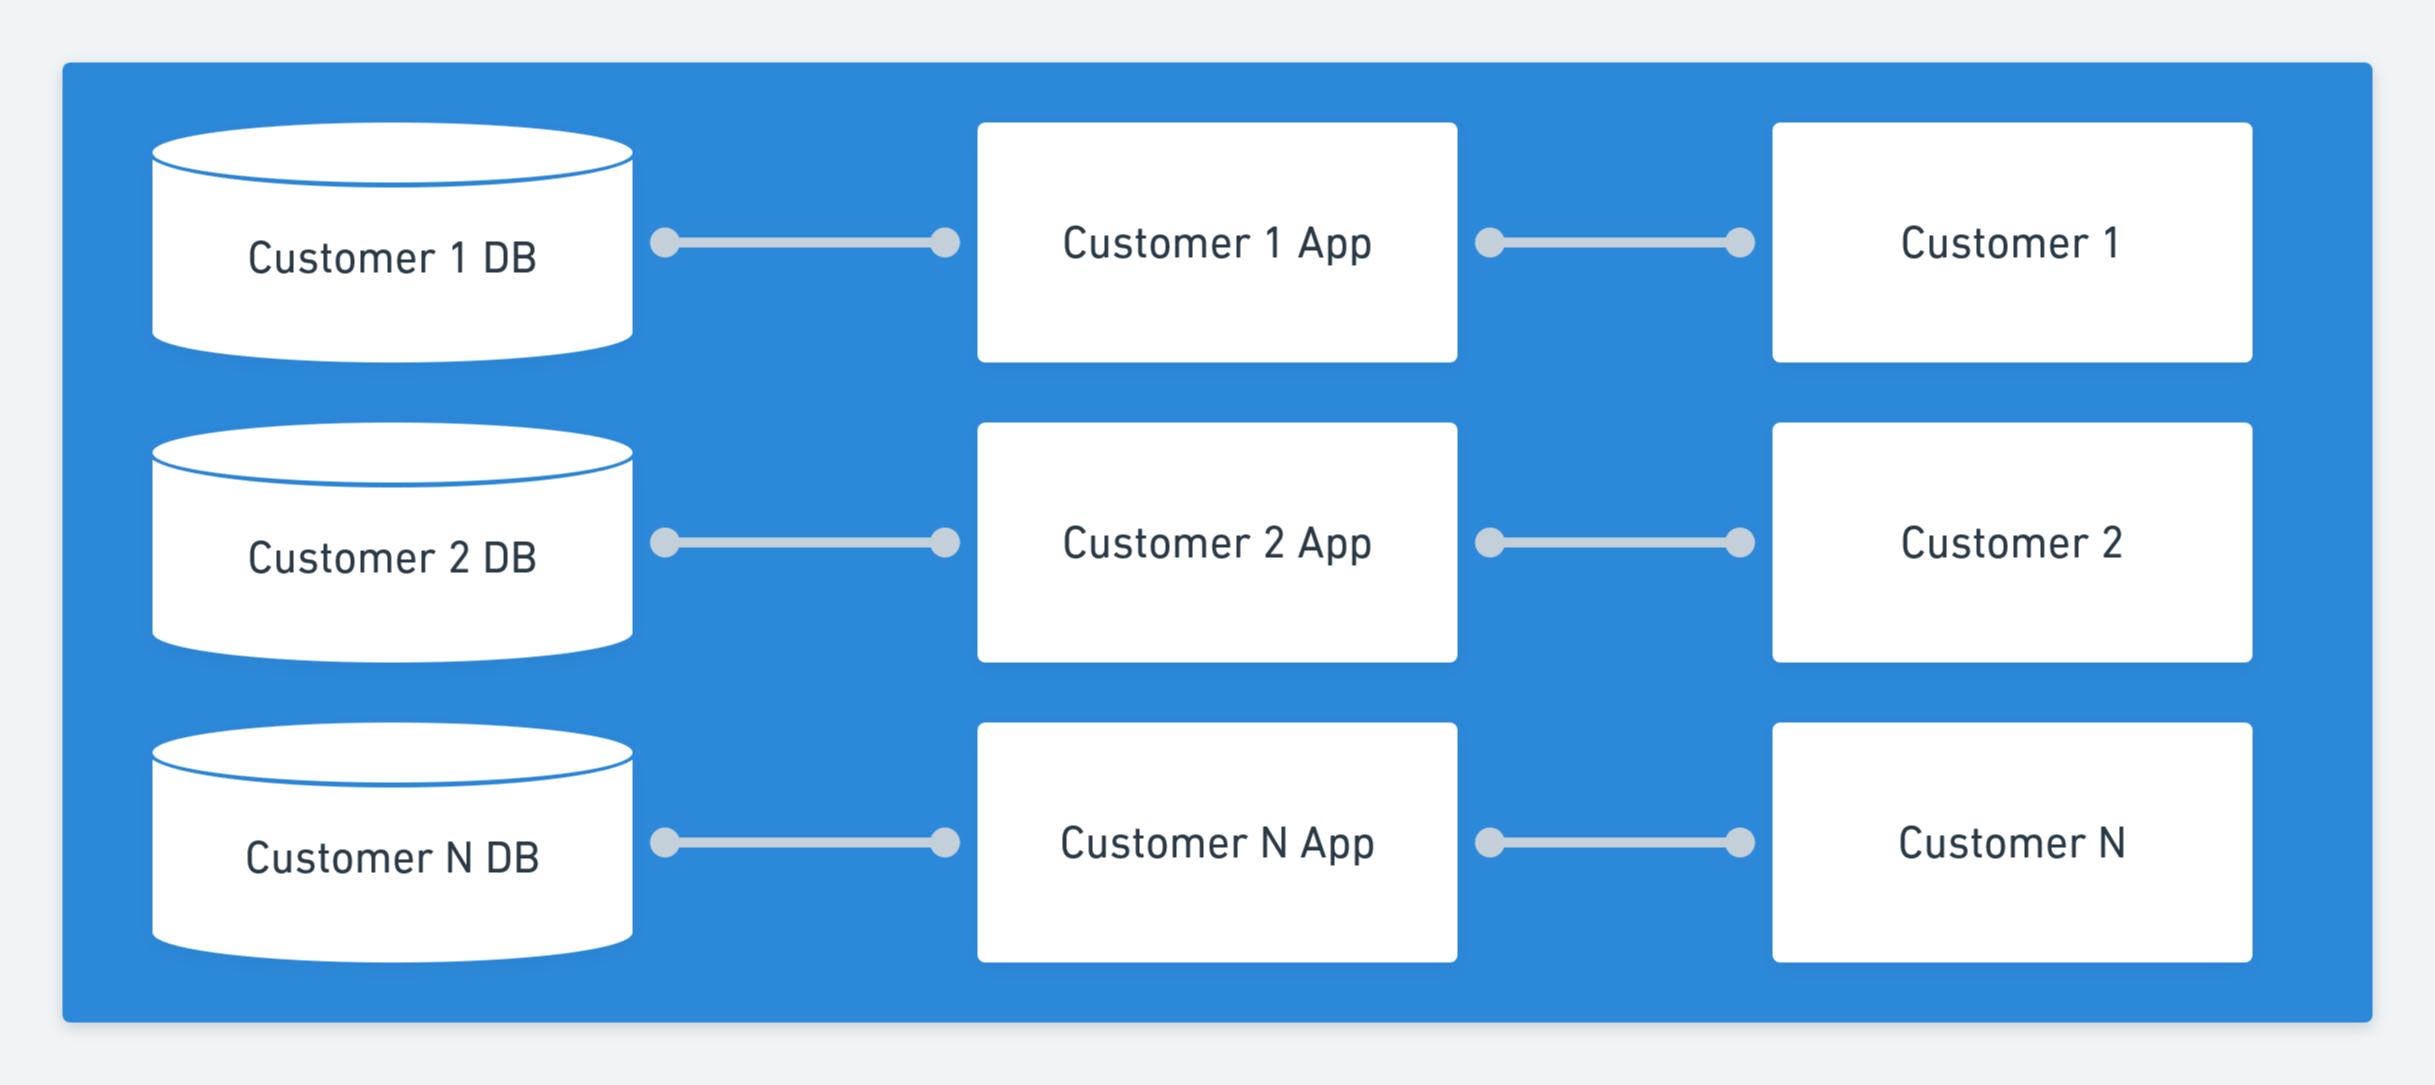 Customer 1 DB
Customer 1 App
Customer 1
Customer 2 DB
Customer 2 App
Customer 2
Customer N DB
Customer N App
Customer N